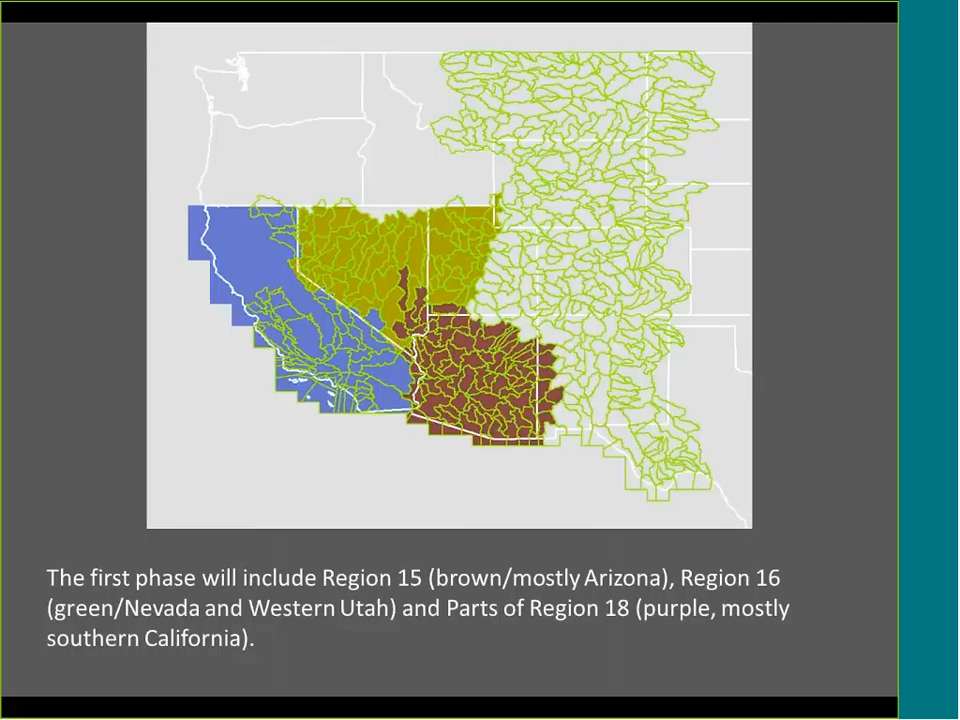 The first phase will include Region 15 (brown/mostly Arizona), Region 16
(green/Nevada and Western Utah) and Parts of Region 18 (purple, mostly
southern California).